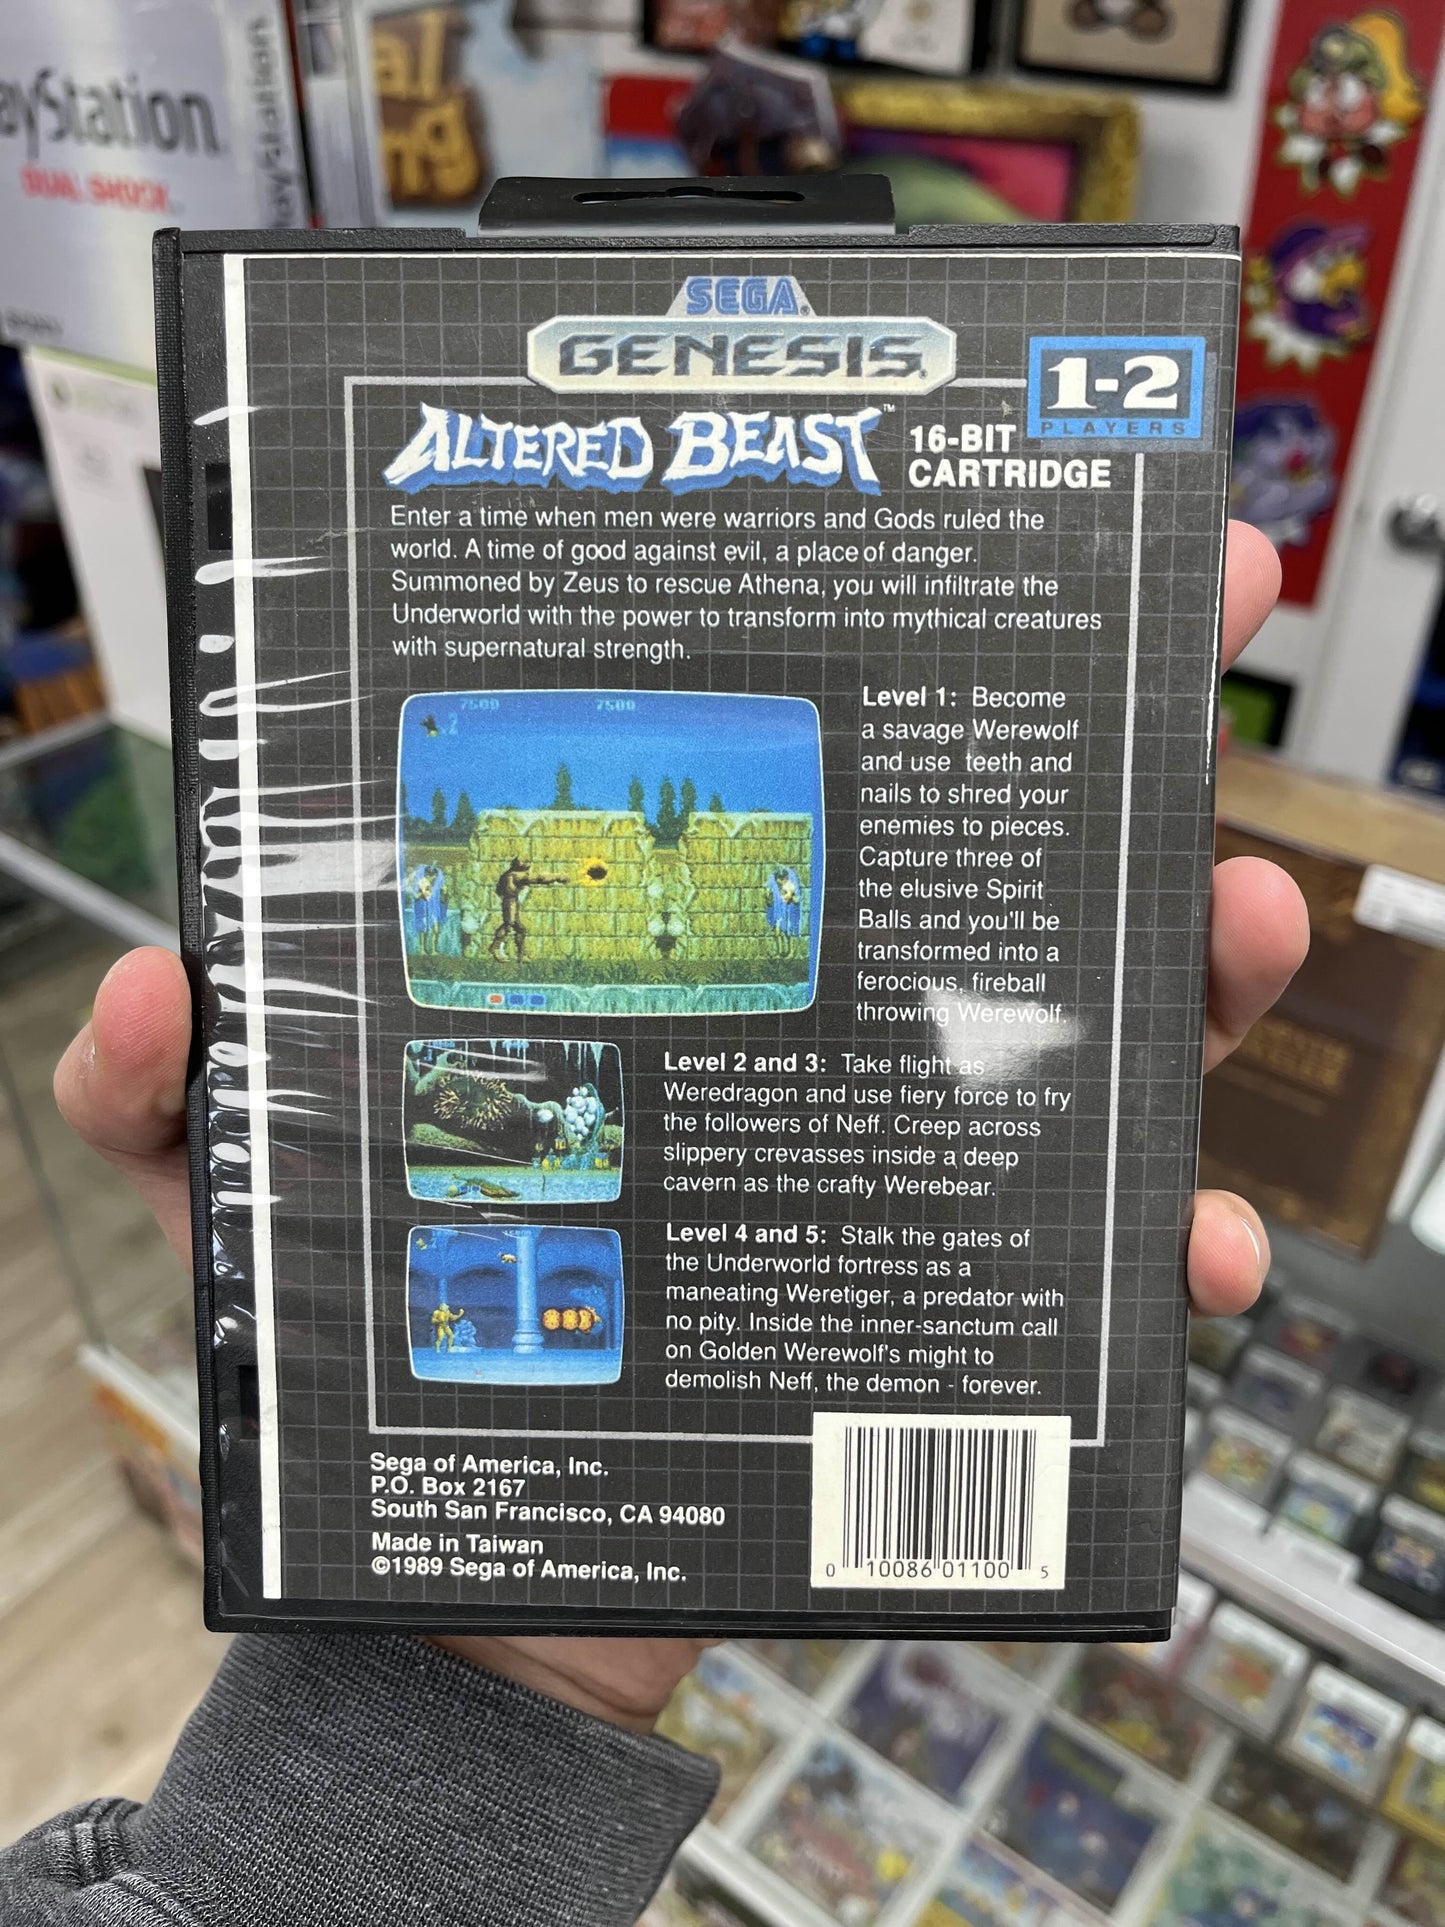 PlayStation
DUAL SHOCK
PlayStation
SEGA
GENESIS
1-2
PLAYERS
ALTERED BEAST™
16-BIT
CARTRIDGE
Enter a time when men were warriors and Gods ruled the
world. A time of good against evil, a place of danger.
Summoned by Zeus to rescue Athena, you will infiltrate the
Underworld with the power to transform into mythical creatures
with supernatural strength.
7500 7500
2
Level 1: Become
a savage Werewolf
and use teeth and
nails to shred your
enemies to pieces.
Capture three of
the elusive Spirit
Balls and you'll be
transformed into a
ferocious, fireball
throwing Werewolf.
Level 2 and 3: Take flight as
Weredragon and use fiery force to fry
the followers of Neff. Creep across
slippery crevasses inside a deep
cavern as the crafty Werebear.
Level 4 and 5: Stalk the gates of
the Underworld fortress as a
maneating Weretiger, a predator with
no pity. Inside the inner-sanctum call
on Golden Werewolf's might to
demolish Neff, the demon - forever.
Sega of America, Inc.
P.O. Box 2167
South San Francisco, CA 94080
Made in Taiwan
©1989 Sega of America, Inc.
0 10086 01100 5